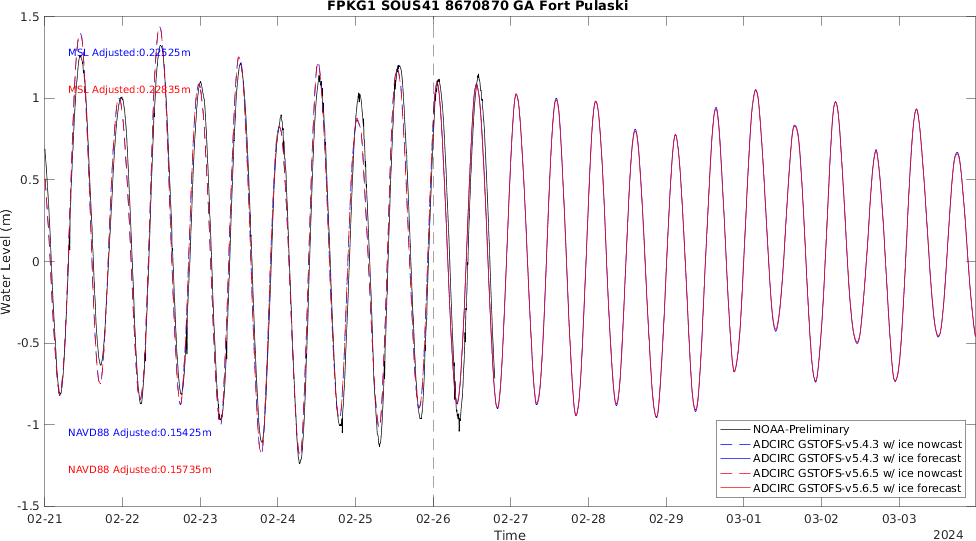 FPKG1 SOUS41 8670870 GA Fort Pulaski
1.5
1
0.5
0
-0.5
-1
-1.5
Water Level (m)
MSL Adjusted:0.22525m
MSL Adjusted:0.22835m
NAVD88 Adjusted:0.15425m
NAVD88 Adjusted:0.15735m
NOAA-Preliminary
ADCIRC GSTOFS-v5.4.3 w/ ice nowcast
ADCIRC GSTOFS-v5.4.3 w/ ice forecast
ADCIRC GSTOFS-v5.6.5 w/ ice nowcast
ADCIRC GSTOFS-v5.6.5 w/ ice forecast
02-21 02-22 02-23 02-24 02-25 02-26 02-27 02-28 02-29 03-01 03-02 03-03
Time
2024